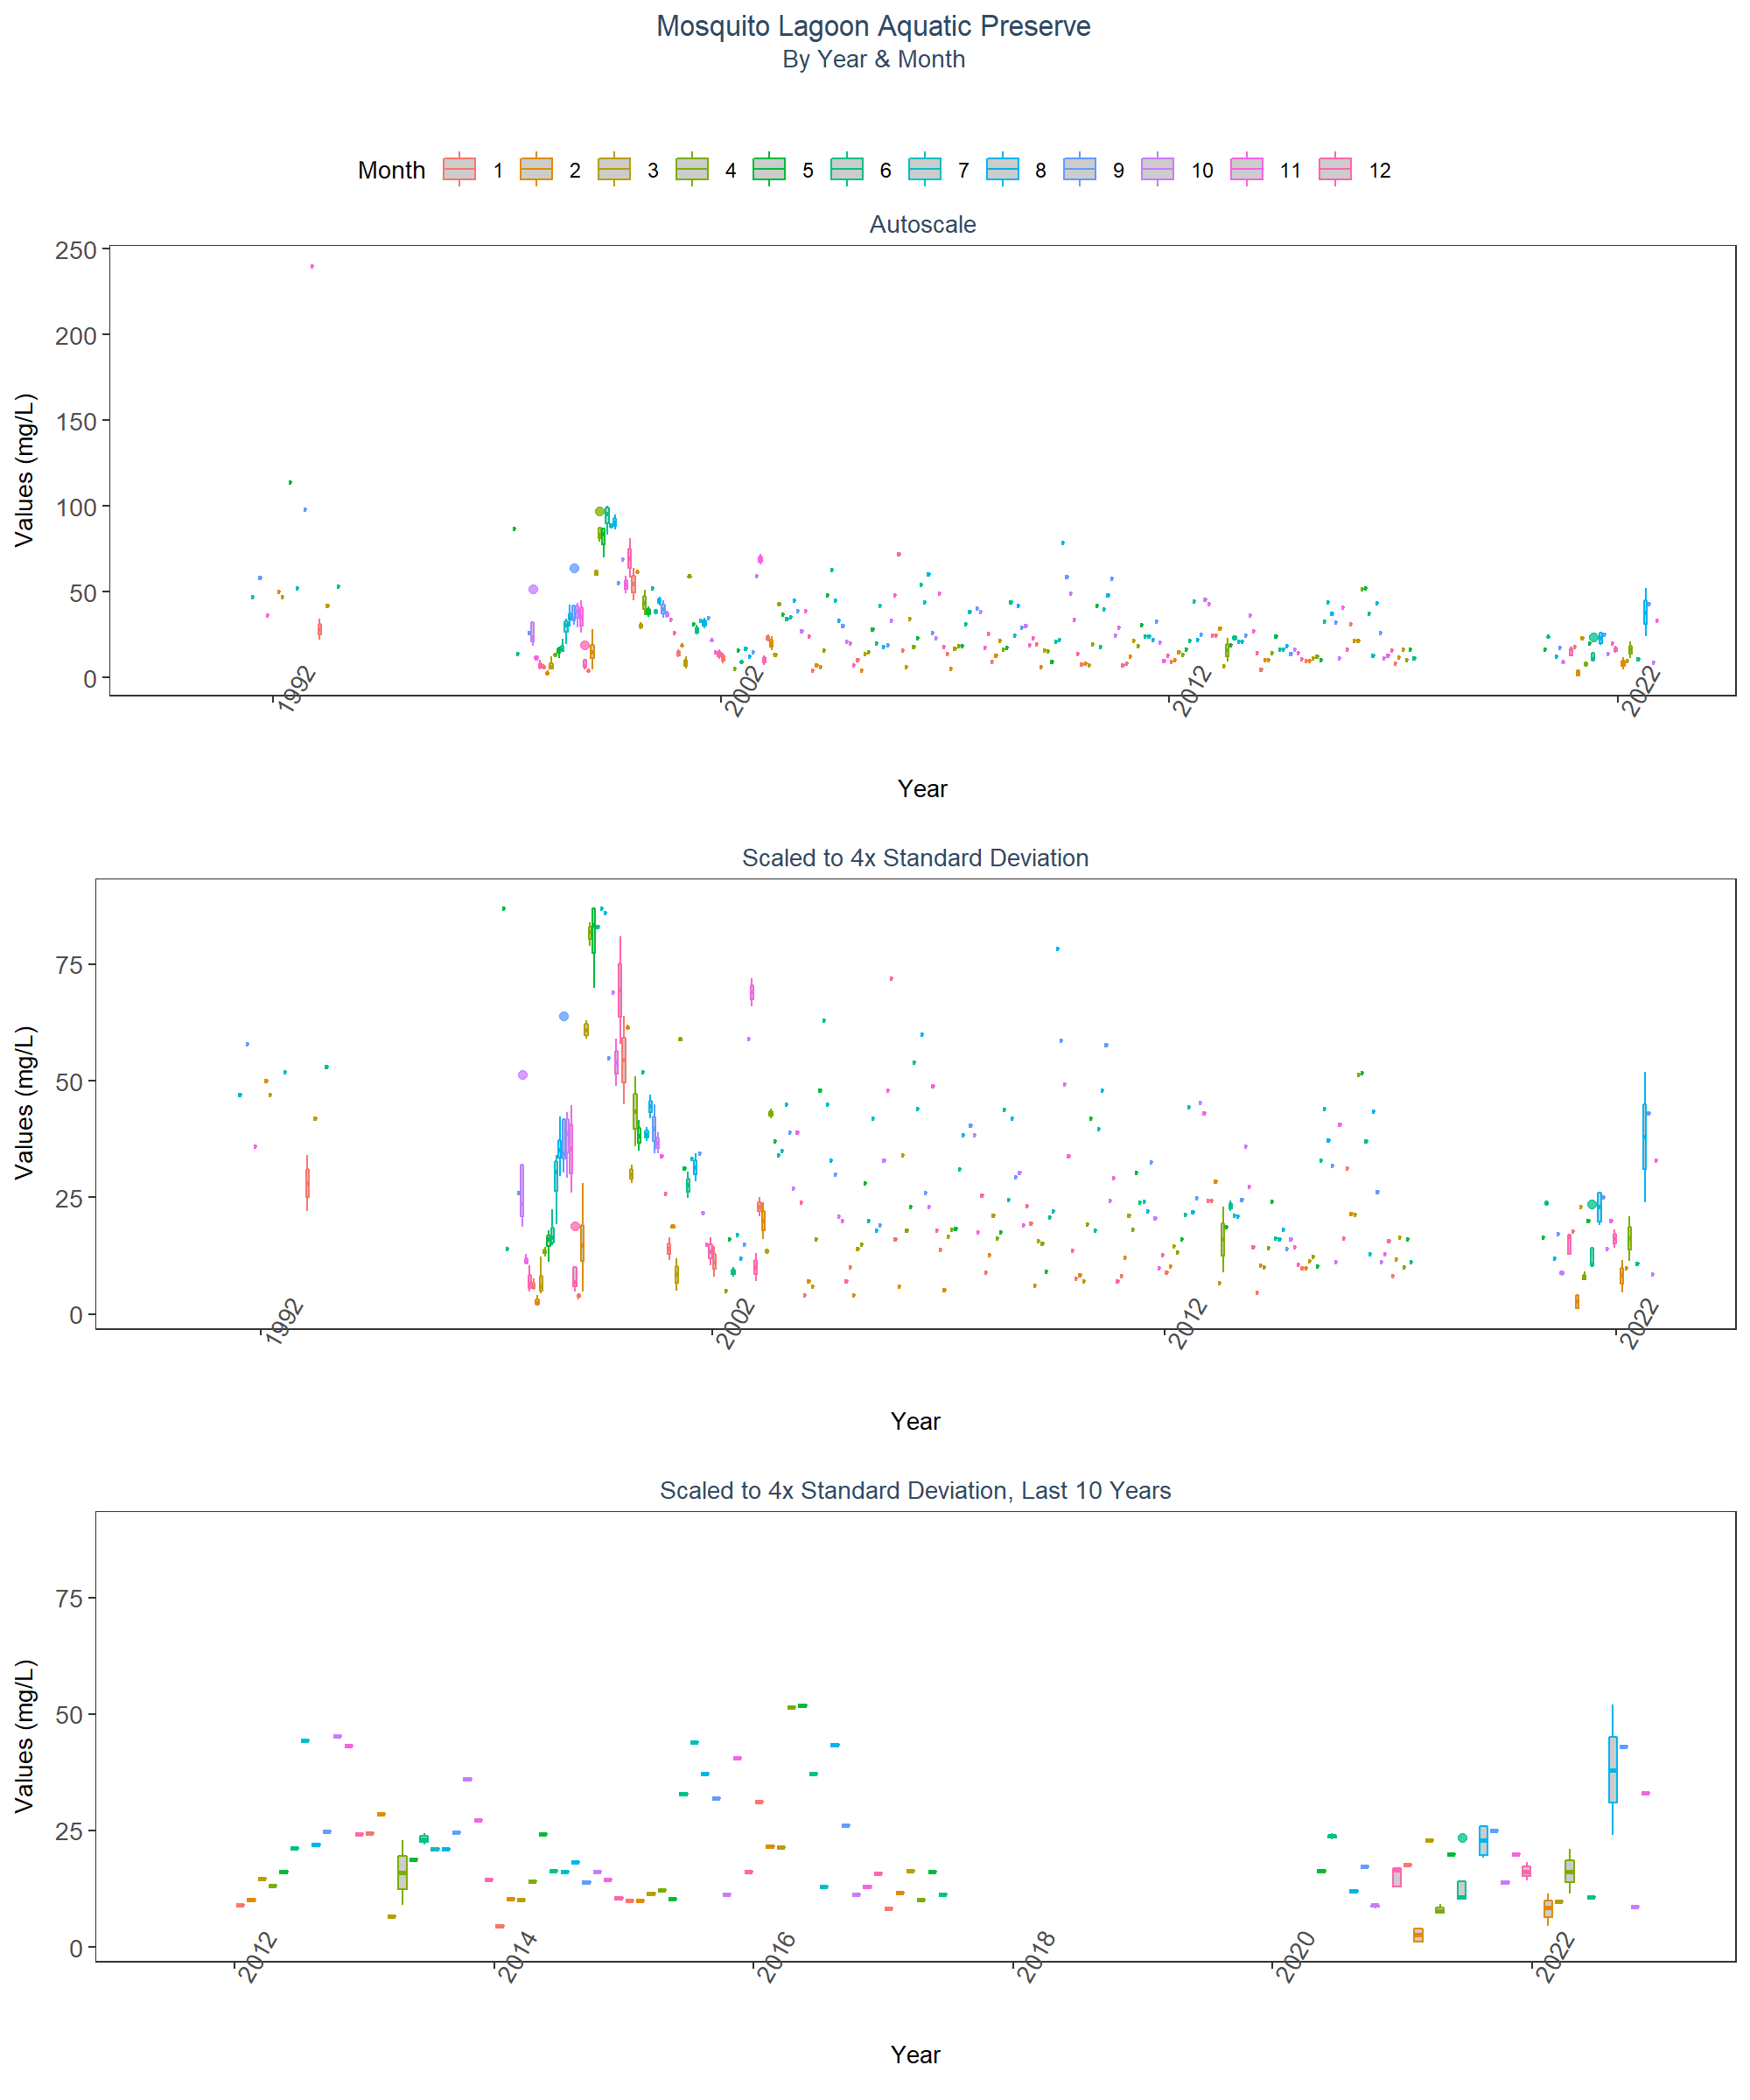 Mosquito Lagoon Aquatic Preserve
By Year & Month
Month 1 2 3 4 5 6 7 8 9 10 11 12
Autoscale
Values (mg/L)
250
200
150
100
50
0
1992 2002 2012 2022
Year
Scaled to 4x Standard Deviation
Values (mg/L)
75
50
25
0
1992 2002 2012 2022
Year
Scaled to 4x Standard Deviation, Last 10 Years
Values (mg/L)
75
50
25
0
2012 2014 2016 2018 2020 2022
Year